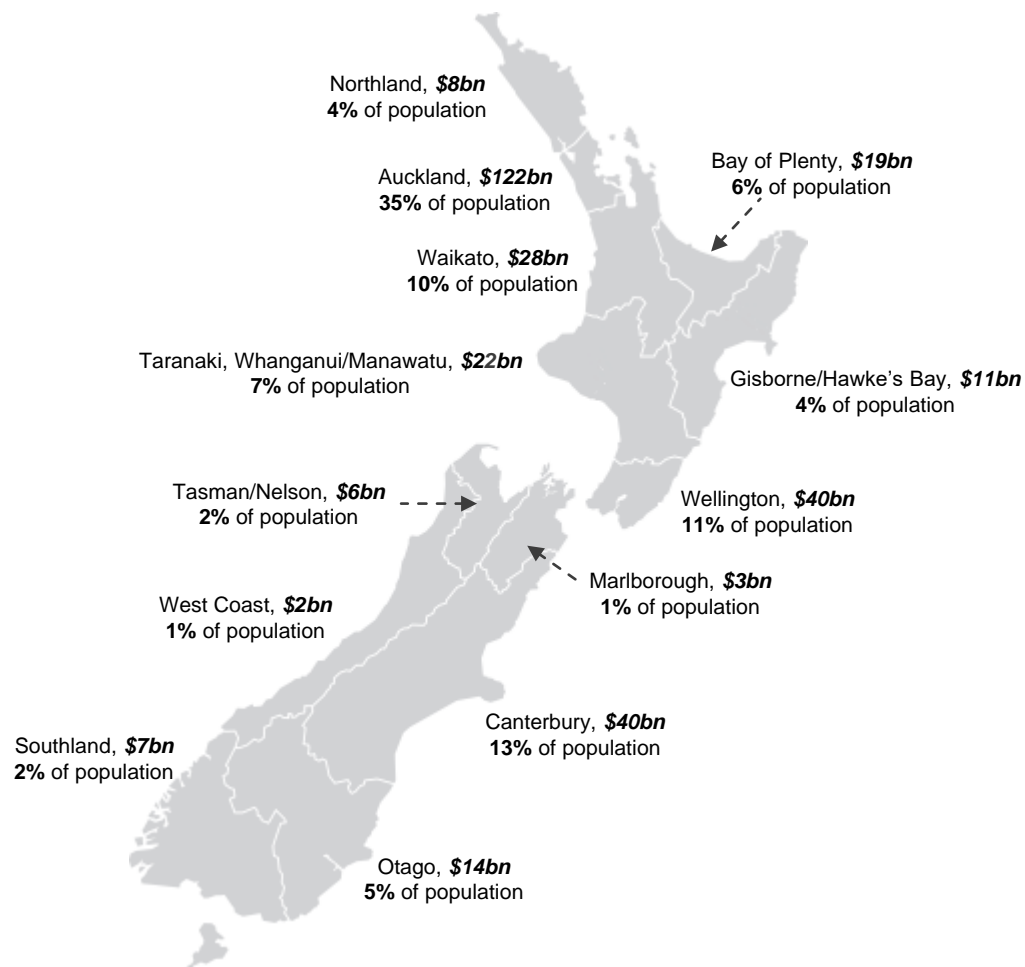 Northland, $8bn
4% of population
Bay of Plenty, $19bn
6% of population
Auckland, $122bn
35% of population
Waikato, $28bn
10% of population
Taranaki, Whanganui/Manawatu, $22bn
7% of population
Gisborne/Hawke's Bay, $11bn
4% of population
Tasman/Nelson, $6bn
2% of population
Wellington, $40bn
11% of population
Marlborough, $3bn
1% of population
West Coast, $2bn
1% of population
Canterbury, $40bn
13% of population
Southland, $7bn
2% of population
Otago, $14bn
5% of population